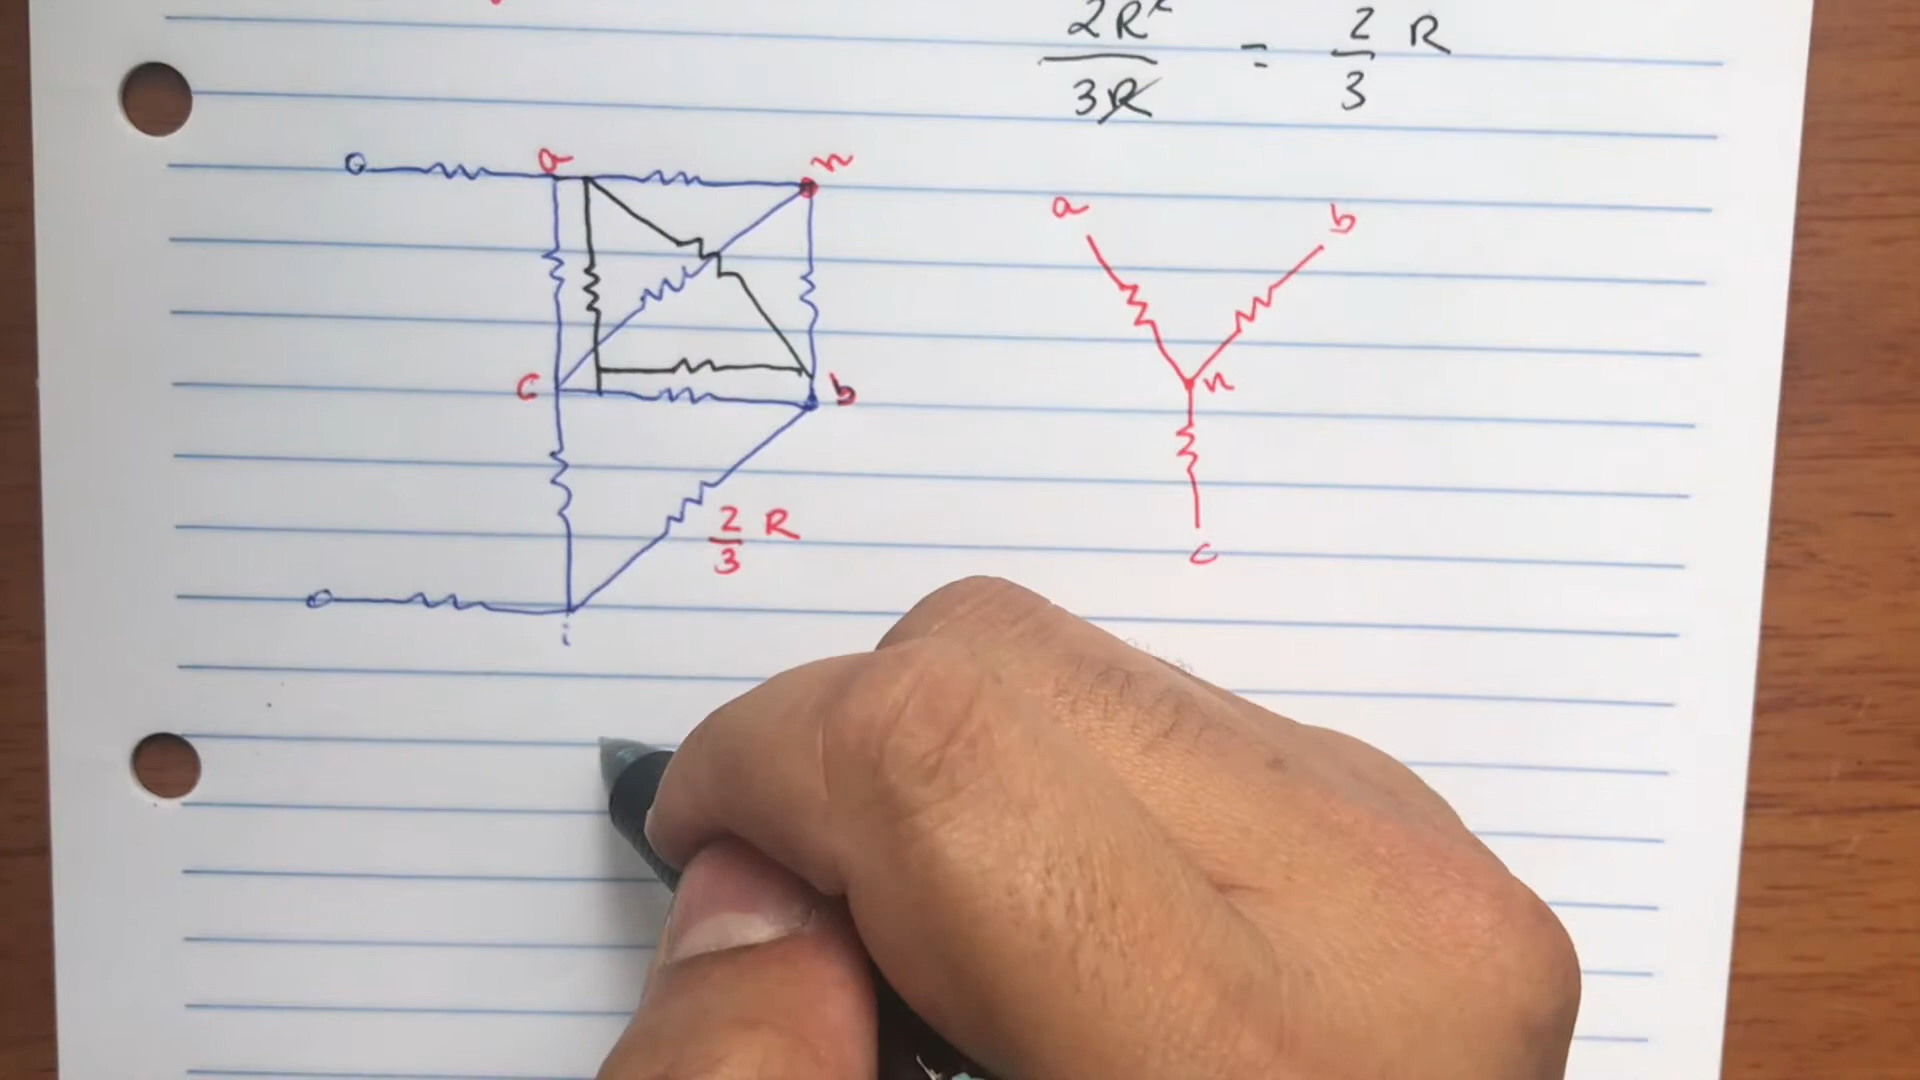 2R² / 3R = 2/3 R
a n
a b
c b
n
2/3 R
c
i